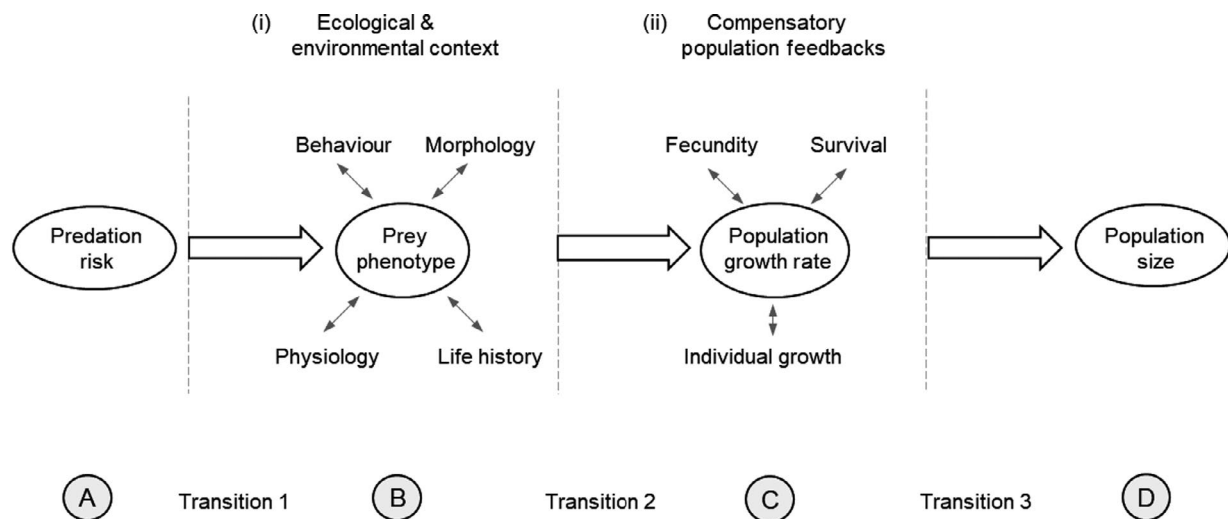 (i) Ecological &
environmental context
(ii) Compensatory
population feedbacks
Behaviour Morphology
Fecundity Survival
Predation
risk
Prey
phenotype
Population
growth rate
Population
size
Physiology Life history
Individual growth
A Transition 1 B Transition 2 C Transition 3 D